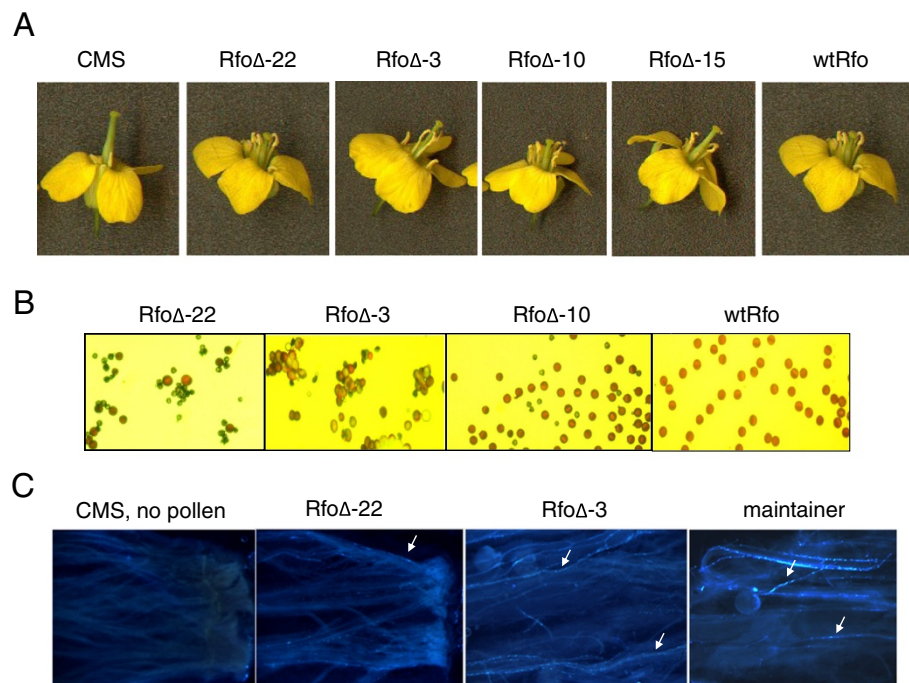 A
CMS RfoΔ-22 RfoΔ-3 RfoΔ-10 RfoΔ-15 wtRfo
B
RfoΔ-22 RfoΔ-3 RfoΔ-10 wtRfo
C
CMS, no pollen RfoΔ-22 RfoΔ-3 maintainer